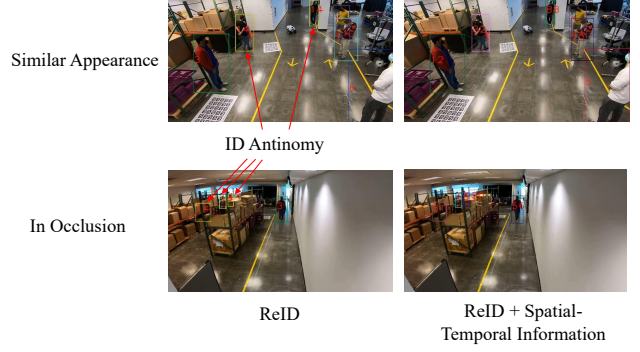 Similar Appearance
ID Antinomy
In Occlusion
ReID
ReID + Spatial-
Temporal Information